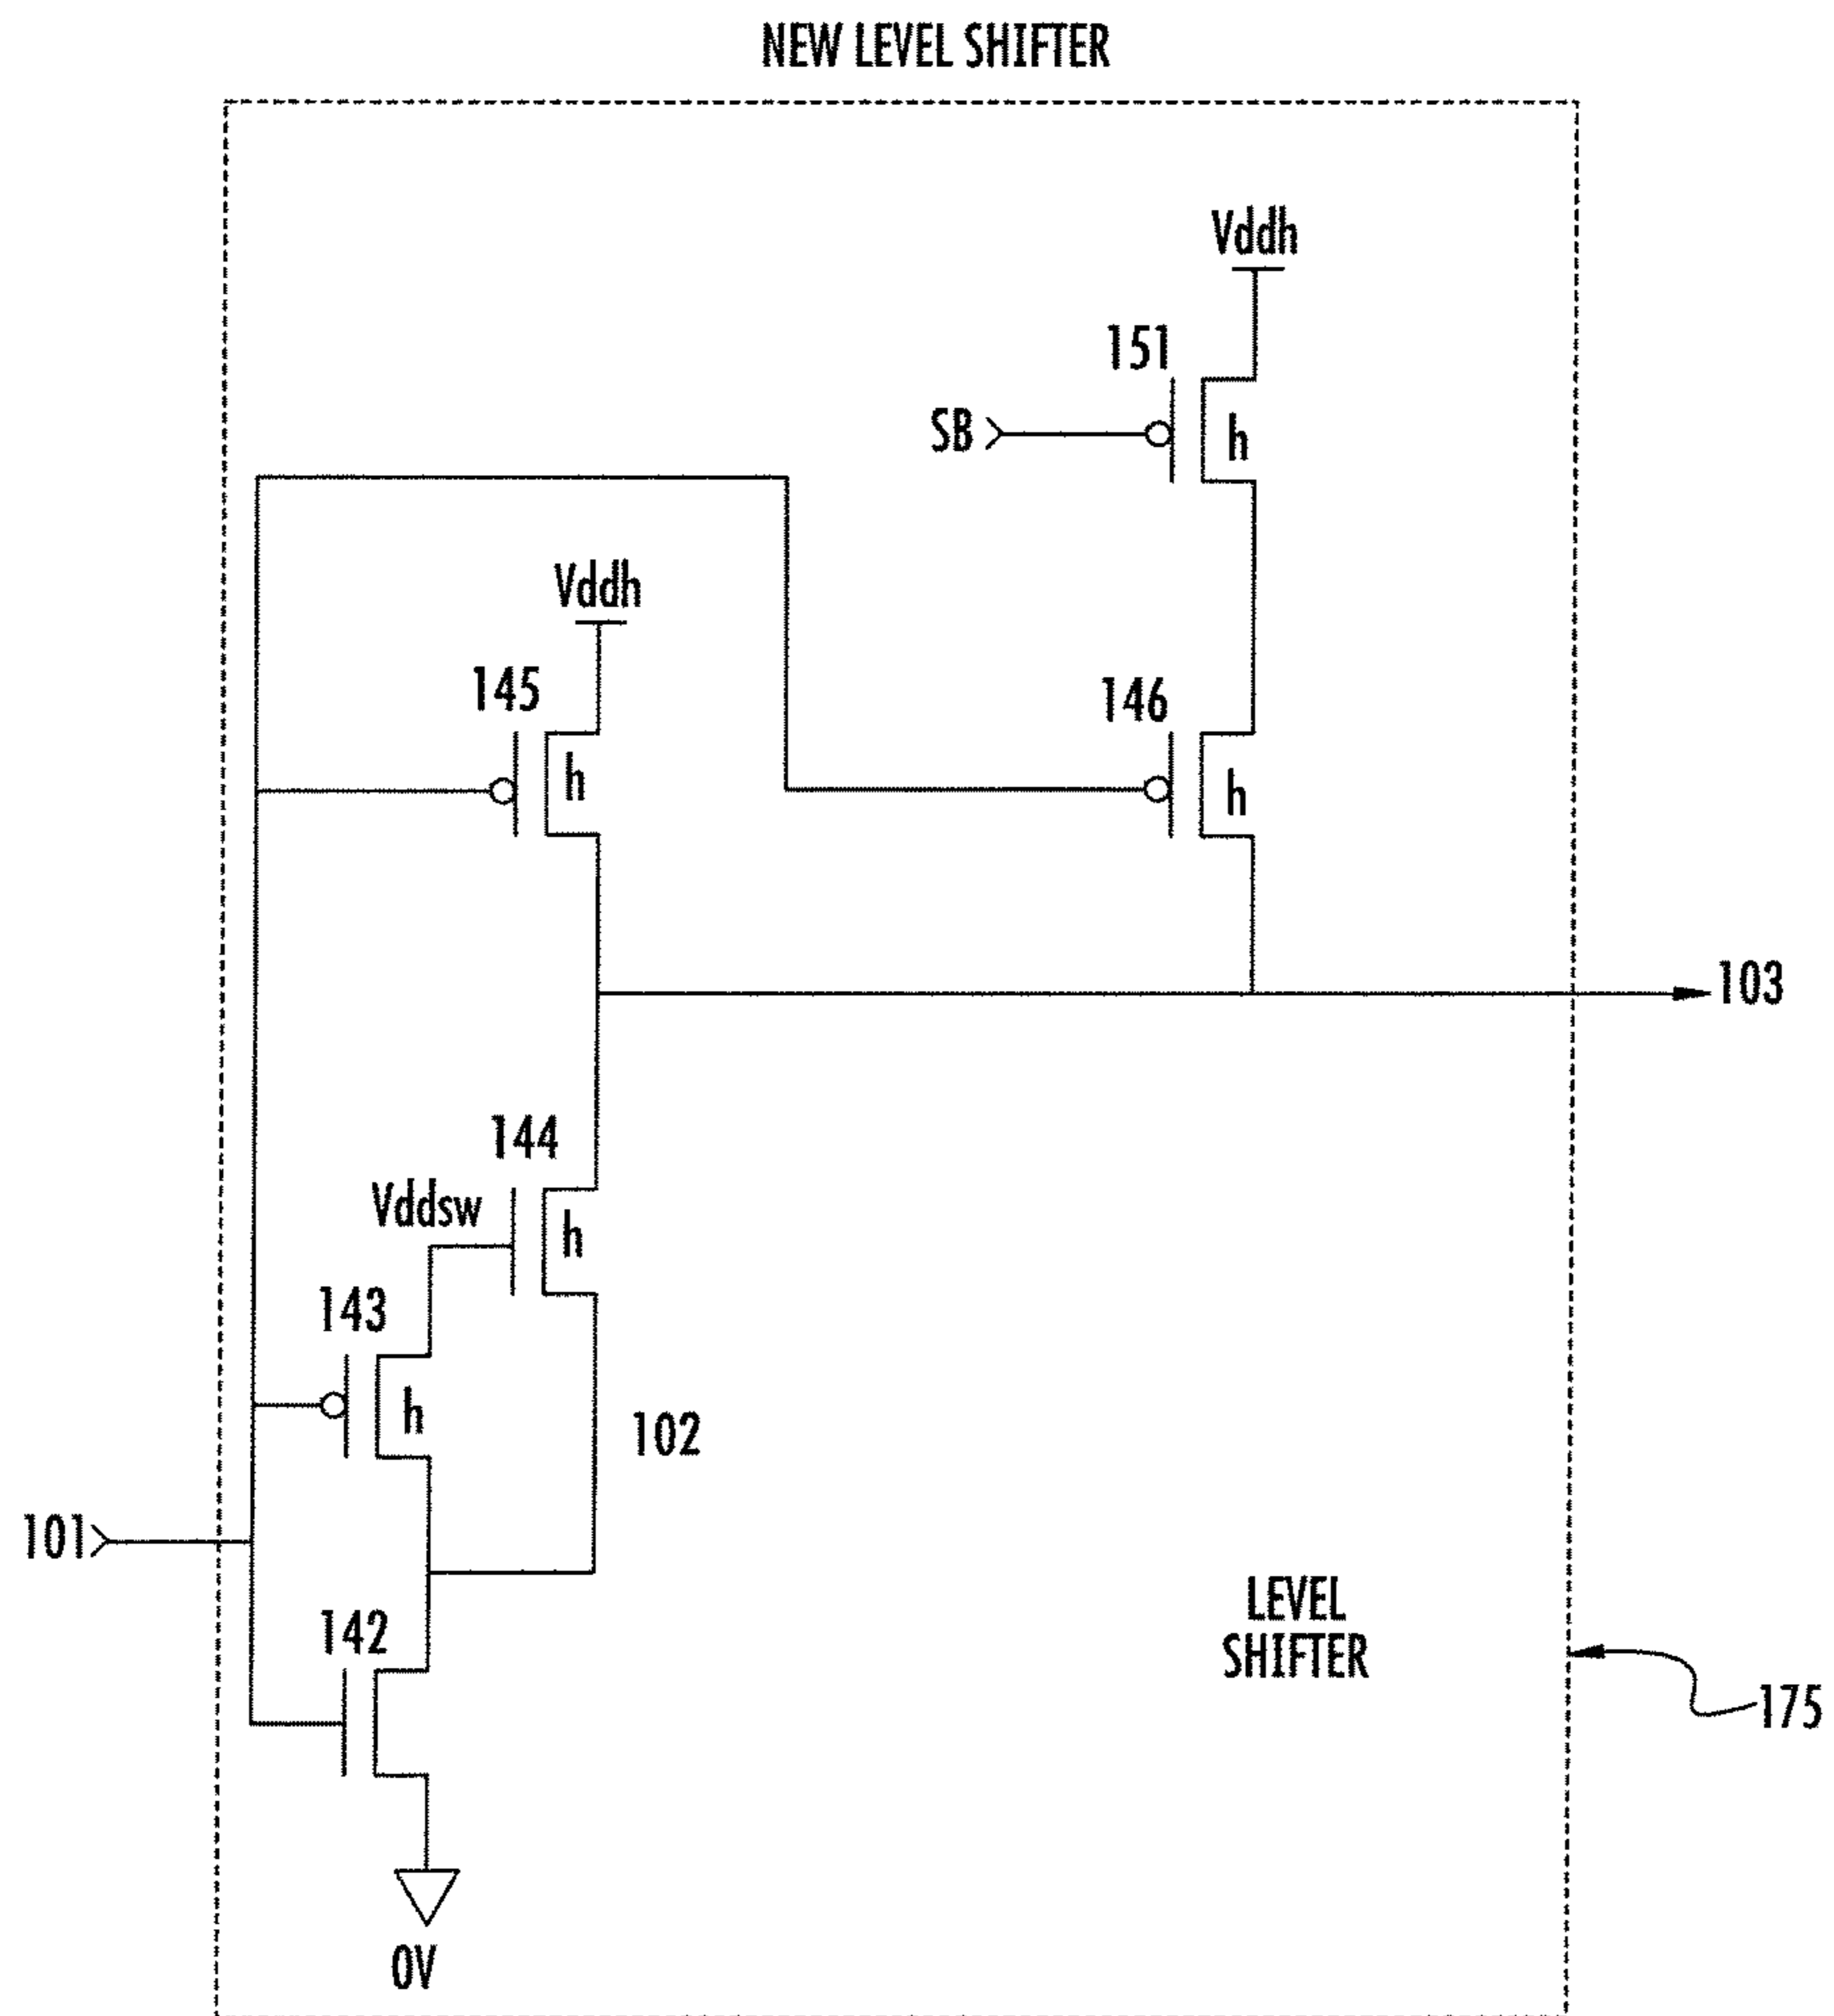 NEW LEVEL SHIFTER
Vddh
151
SB
h
Vddh
145
146
h
h
103
144
Vddsw
h
143
h
102
101
LEVEL
SHIFTER
142
175
0V